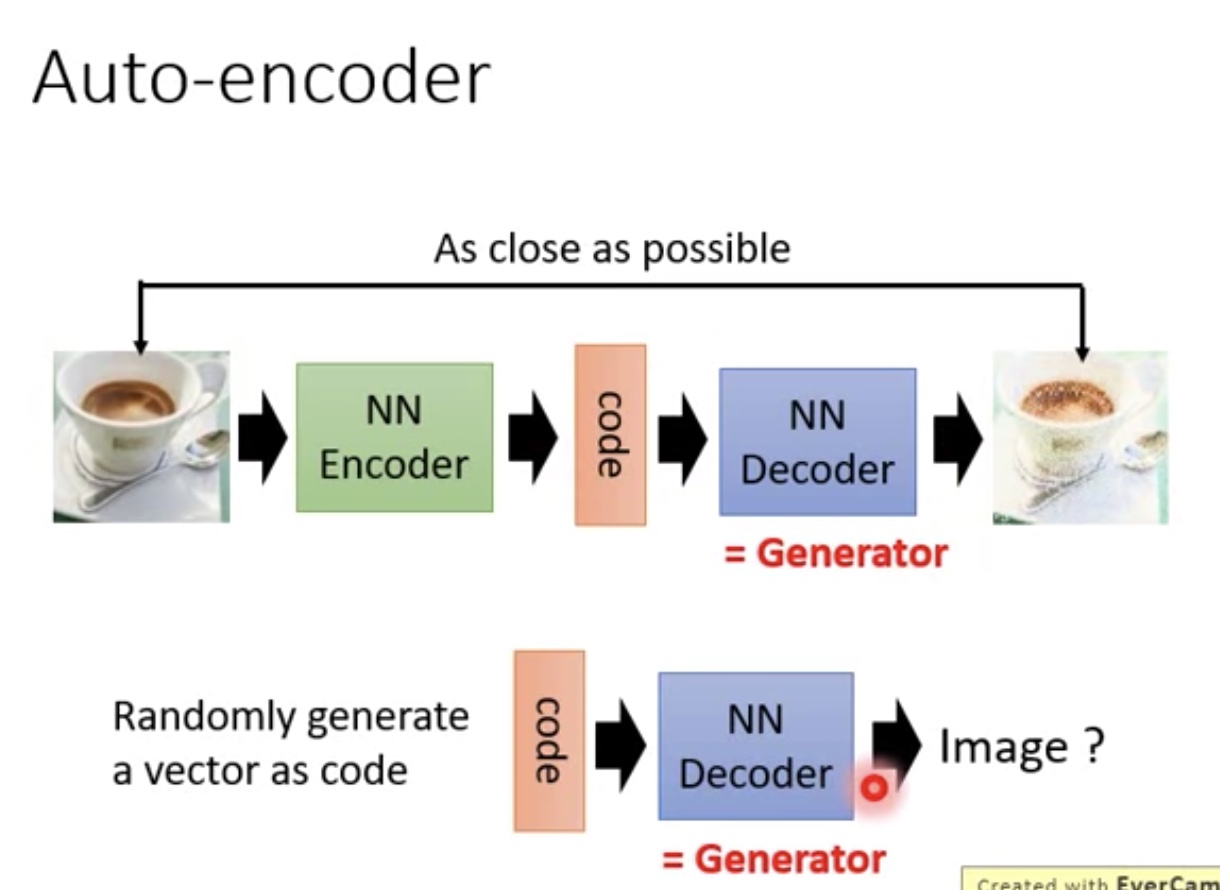 Auto-encoder
As close as possible
NN
Encoder
code
NN
Decoder
= Generator
Randomly generate
a vector as code
code
NN
Decoder
Image ?
= Generator
Created with EverCam